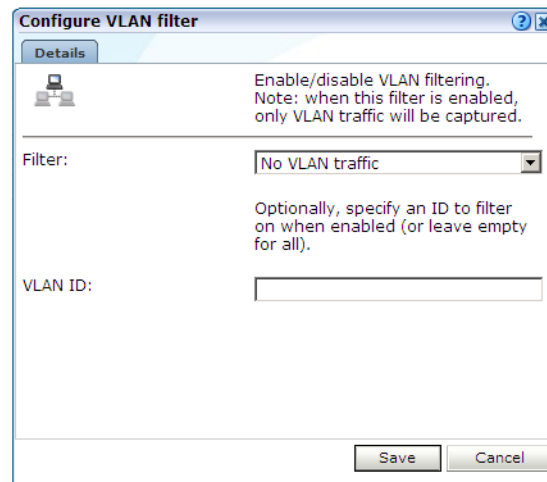 Configure VLAN filter
Details
Enable/disable VLAN filtering.
Note: when this filter is enabled,
only VLAN traffic will be captured.
Filter:
No VLAN traffic
Optionally, specify an ID to filter
on when enabled (or leave empty
for all).
VLAN ID:
Save
Cancel